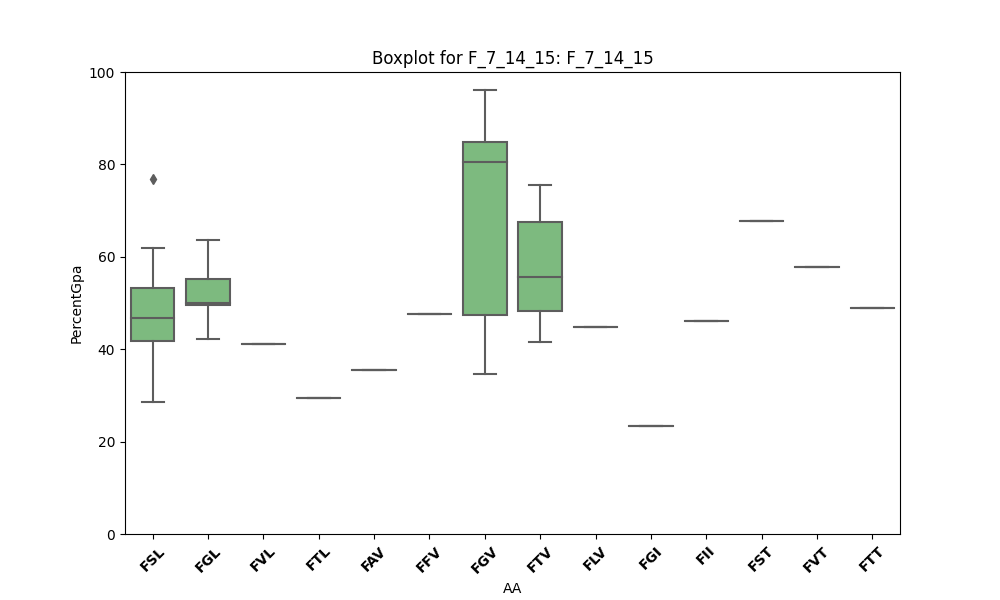 Boxplot for F_7_14_15: F_7_14_15
PercentGpa
100
80
60
40
20
0
FSL FGL FVL FTL FAV FFV FGV FTV FLV FGI FII FST FVT FTT
AA